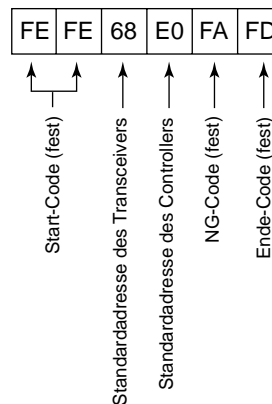 FE FE 68 E0 FA FD
Start-Code (fest)
Standardadresse des Transceivers
Standardadresse des Controllers
NG-Code (fest)
Ende-Code (fest)